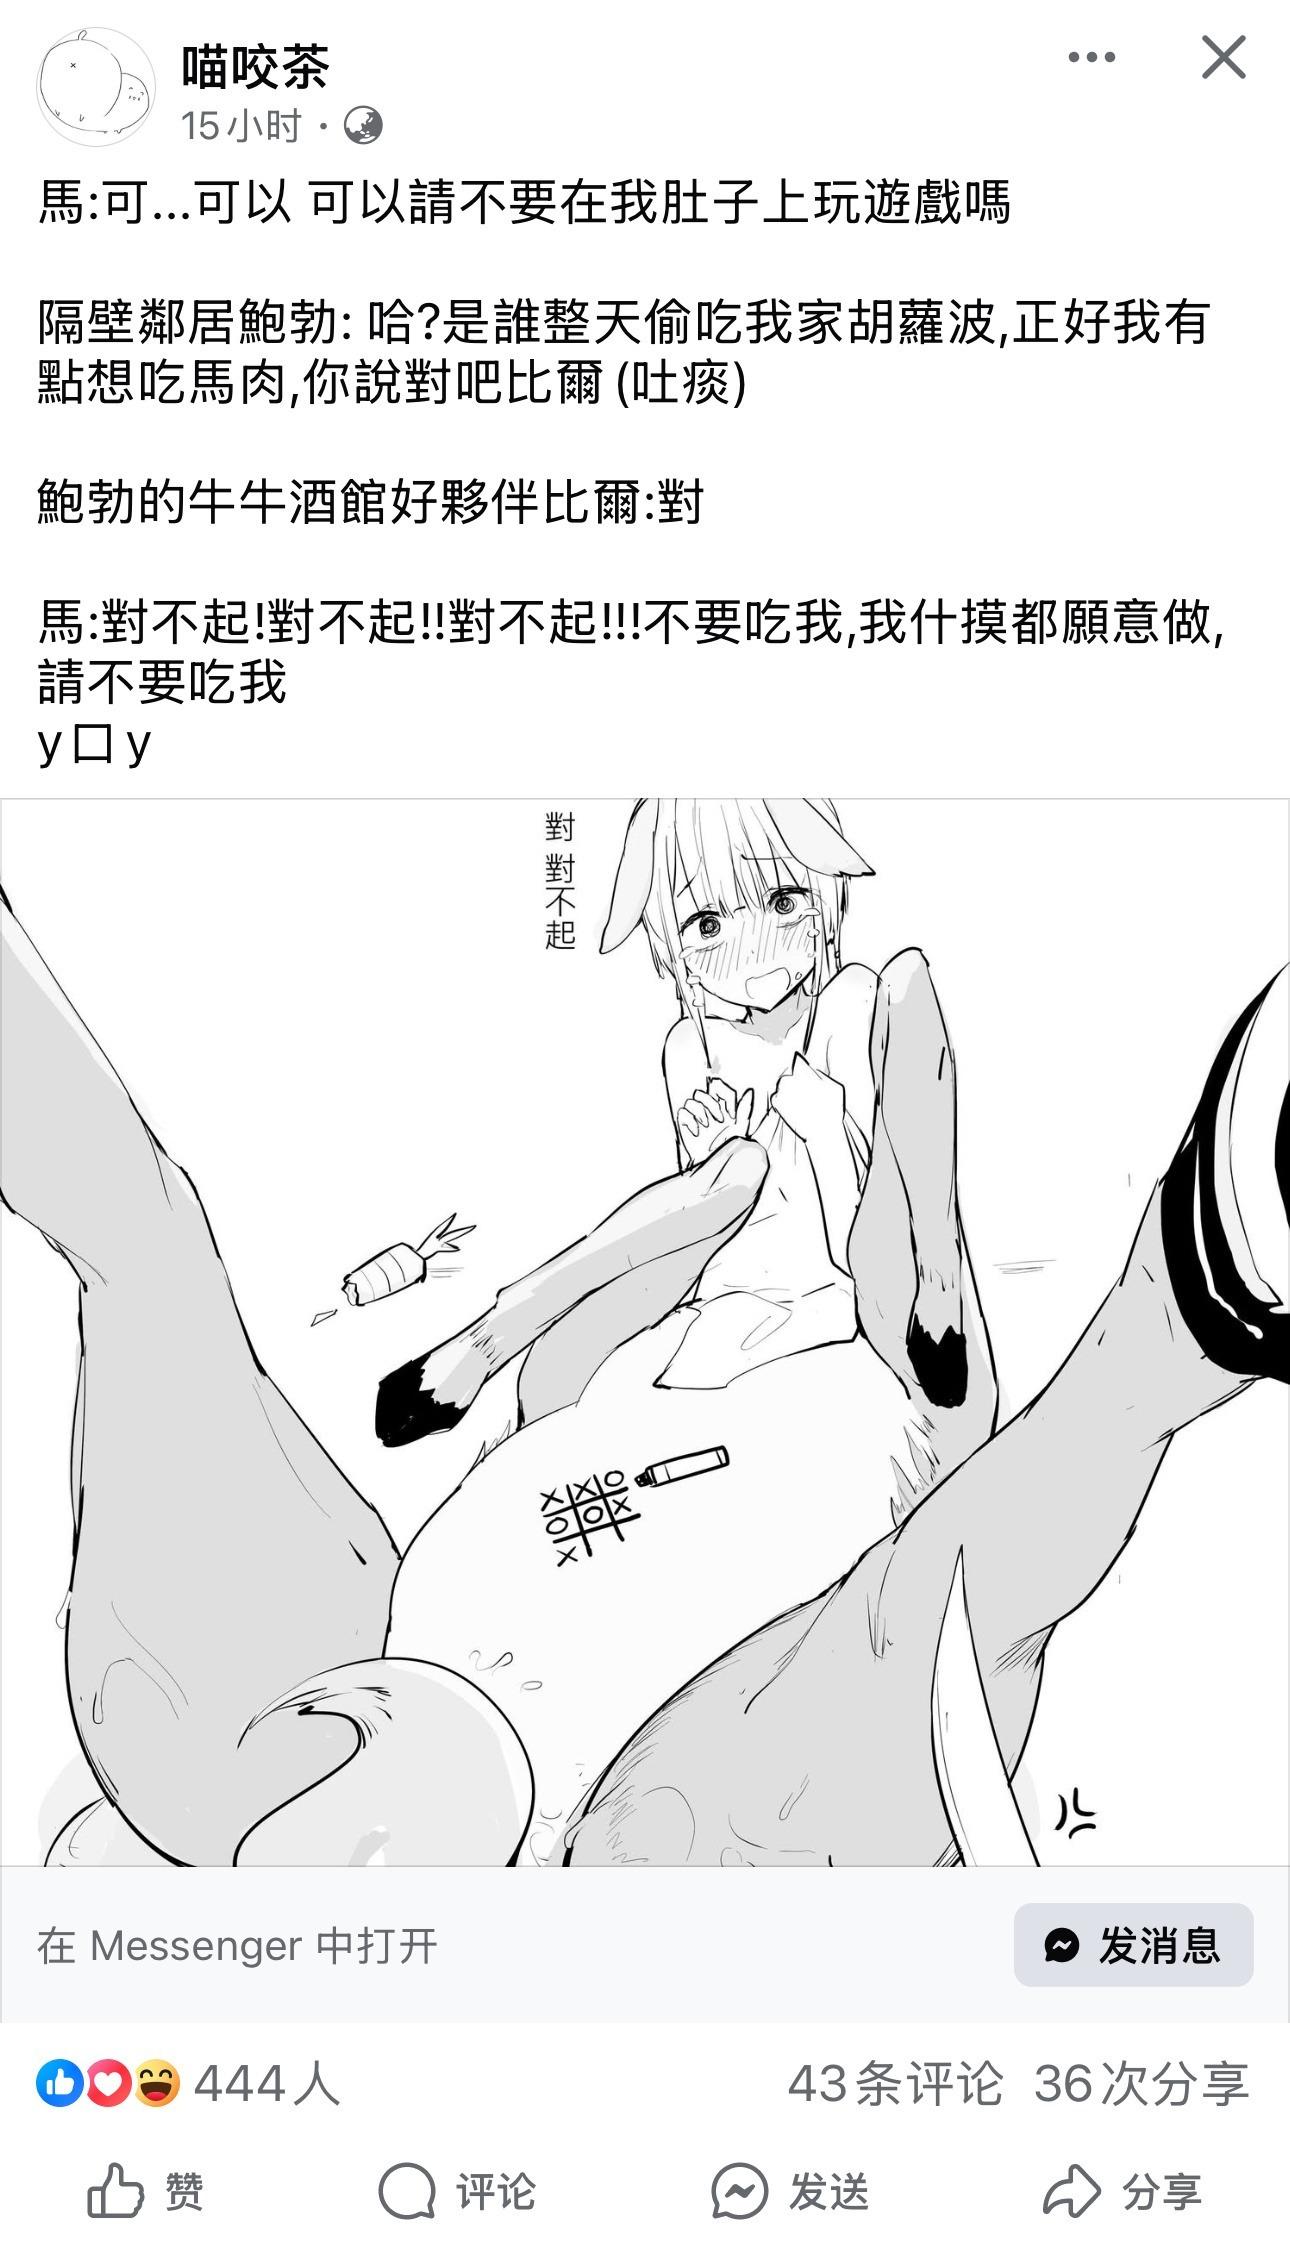 喵咬茶
15小时
馬:可...可以 可以請不要在我肚子上玩遊戲嗎
隔壁鄰居鮑勃: 哈?是誰整天偷吃我家胡蘿波,正好我有
點想吃馬肉,你說對吧比爾 (吐痰)
鮑勃的牛牛酒館好夥伴比爾:對
馬:對不起!對不起!!對不起!!!不要吃我,我什摸都願意做,
請不要吃我
y口y
對 對不起
X X O
O O X
X
在 Messenger 中打开
发消息
444人
43条评论 36次分享
赞 评论 发送 分享